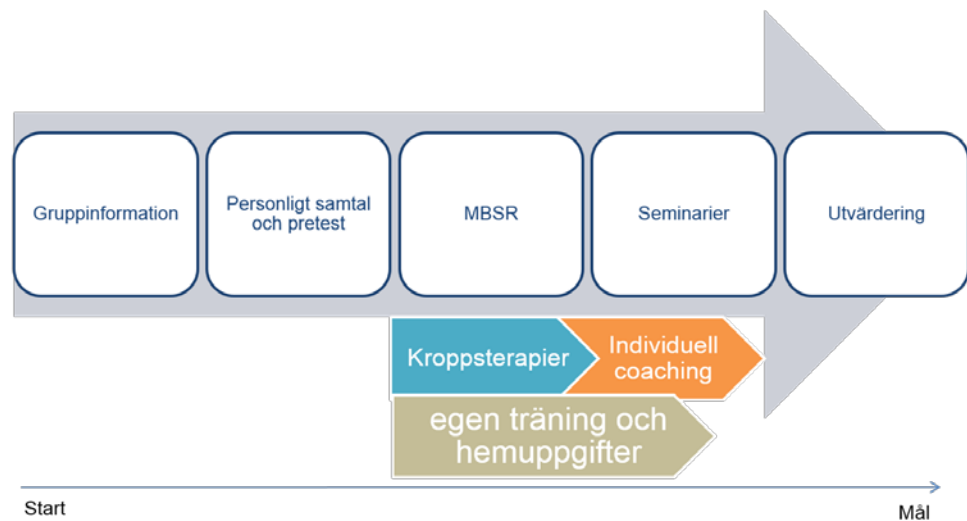 Gruppinformation
Personligt samtal
och pretest
MBSR
Seminarier
Utvärdering
Kroppsterapier
Individuell
coaching
egen träning och
hemuppgifter
Start
Mål